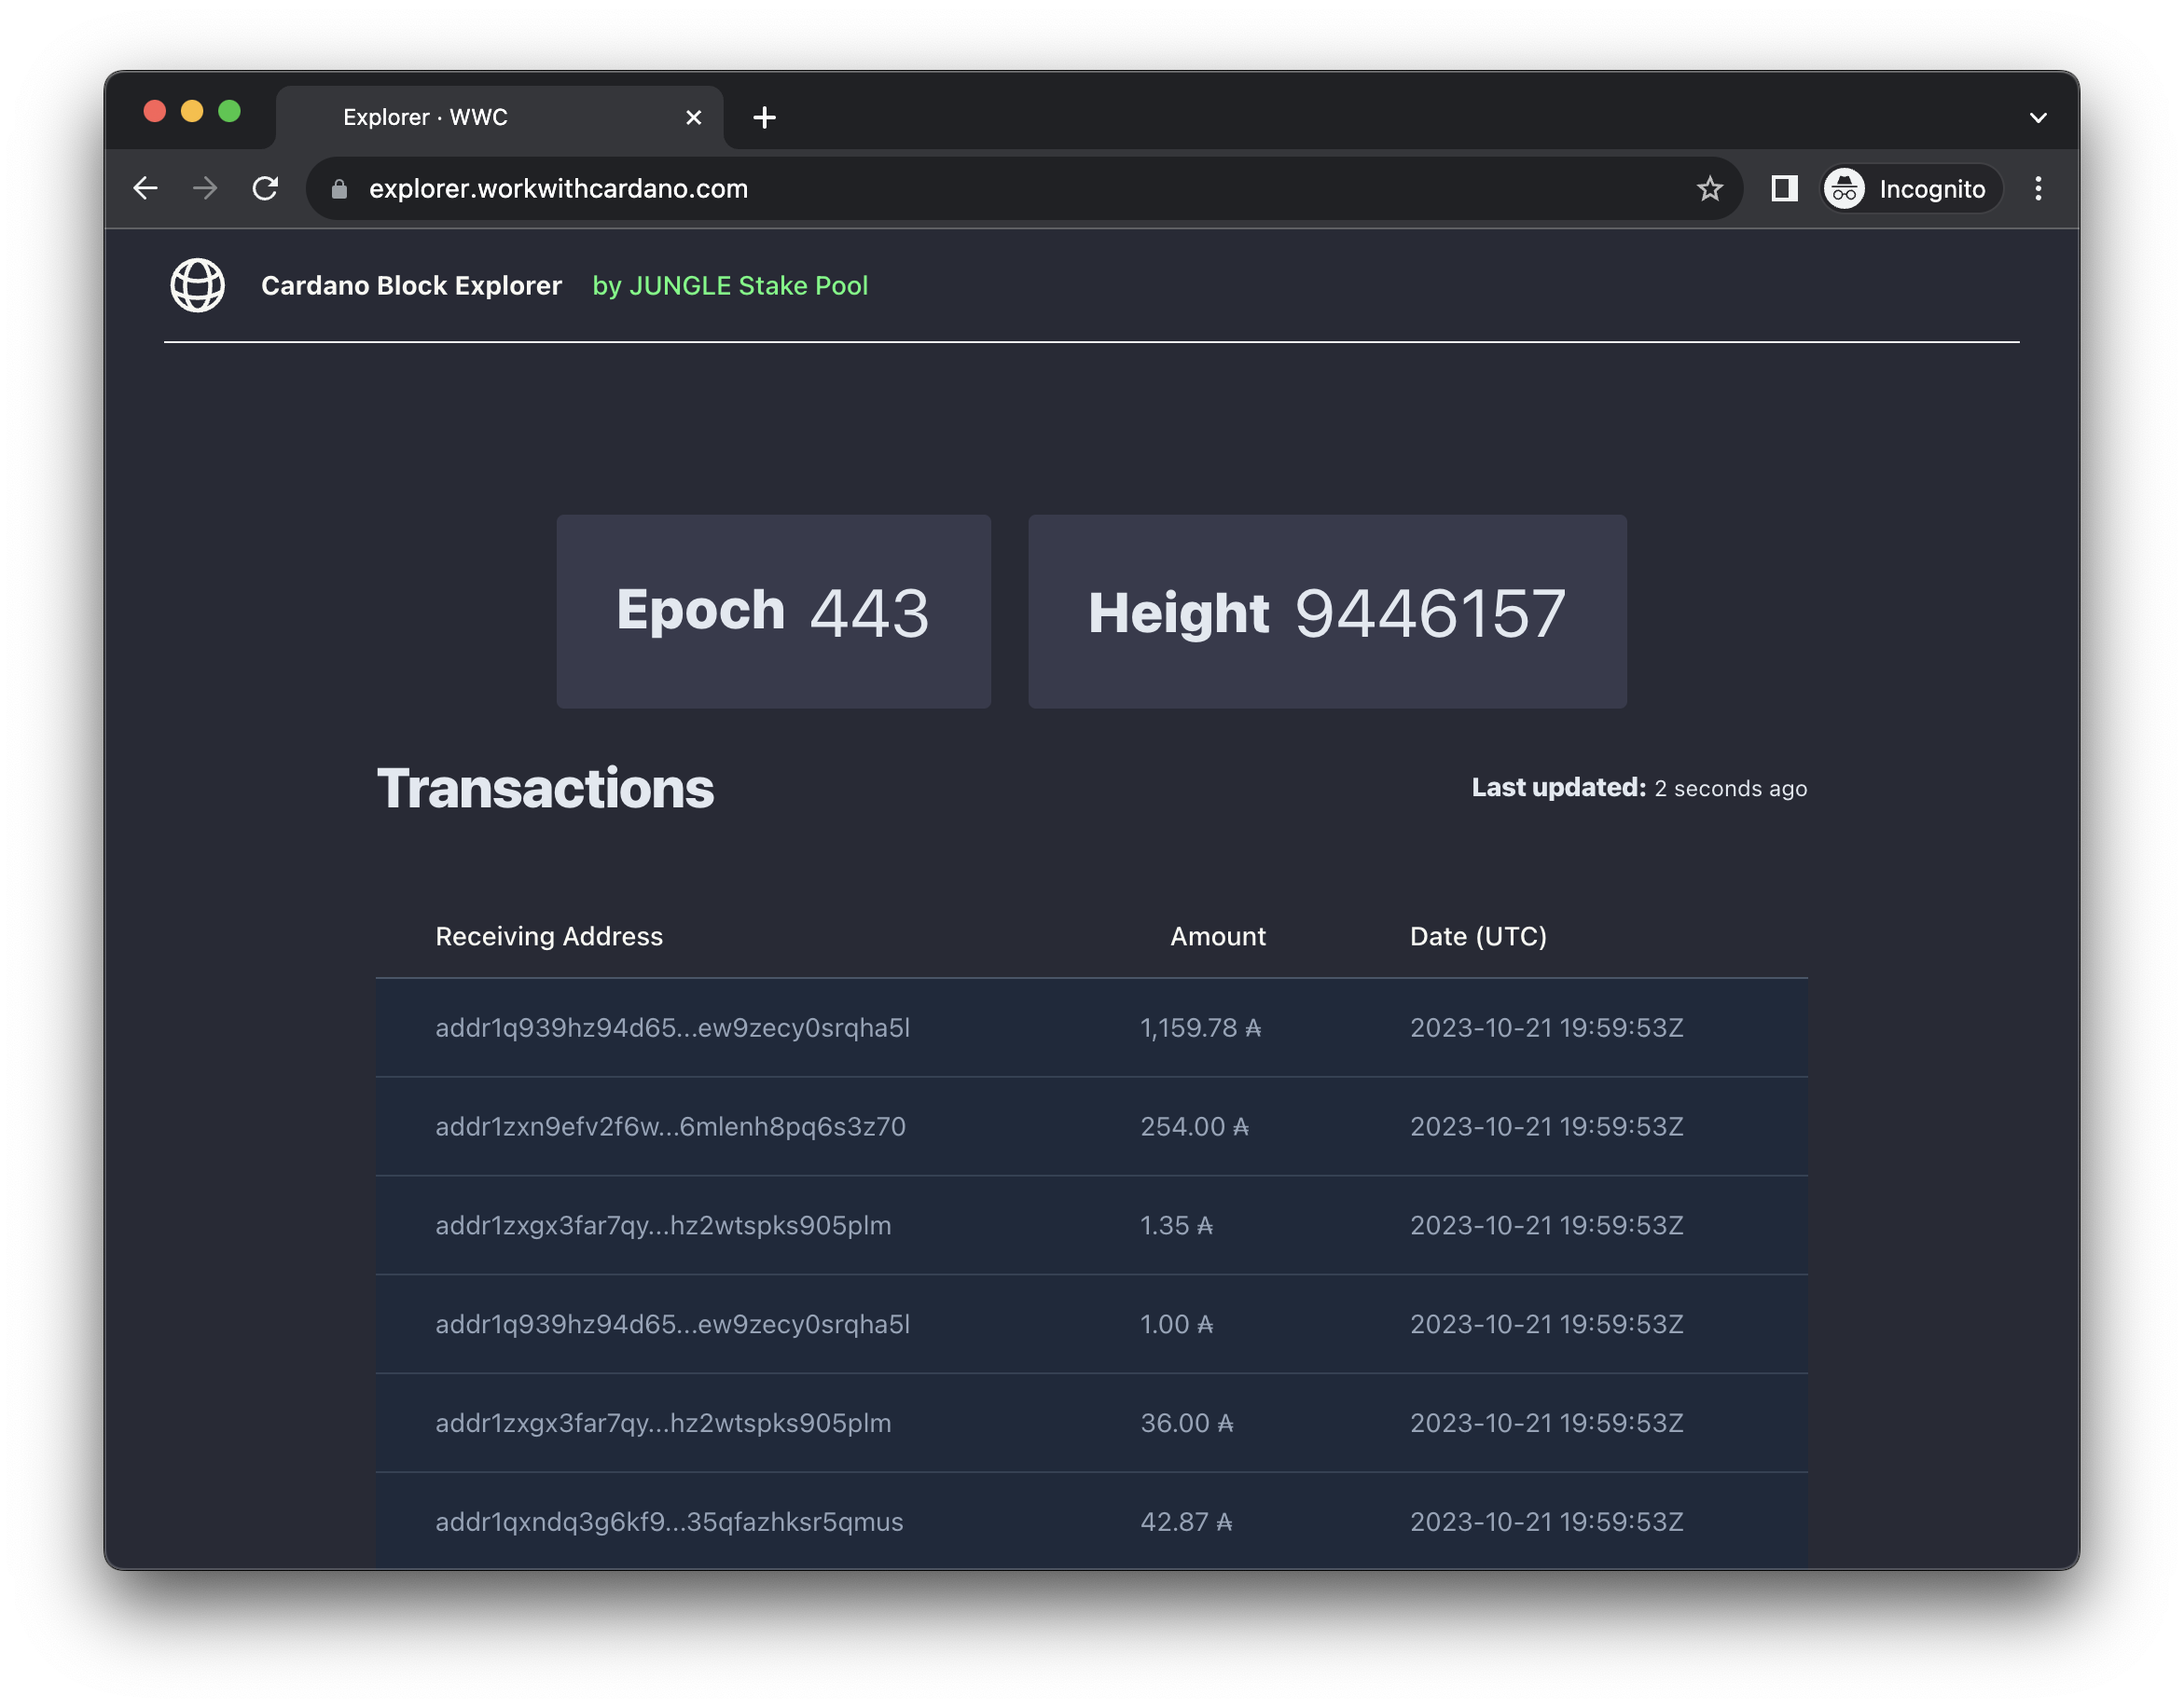 Explorer · WWC
explorer.workwithcardano.com
Incognito
Cardano Block Explorer by JUNGLE Stake Pool
Epoch 443
Height 9446157
Transactions
Last updated: 2 seconds ago
Receiving Address Amount Date (UTC)
addr1q939hz94d65...ew9zecy0srqha5l 1,159.78 ₳ 2023-10-21 19:59:53Z
addr1zxn9efv2f6w...6mlenh8pq6s3z70 254.00 ₳ 2023-10-21 19:59:53Z
addr1zxgx3far7qy...hz2wtspks905plm 1.35 ₳ 2023-10-21 19:59:53Z
addr1q939hz94d65...ew9zecy0srqha5l 1.00 ₳ 2023-10-21 19:59:53Z
addr1zxgx3far7qy...hz2wtspks905plm 36.00 ₳ 2023-10-21 19:59:53Z
addr1qxndq3g6kf9...35qfazhksr5qmus 42.87 ₳ 2023-10-21 19:59:53Z